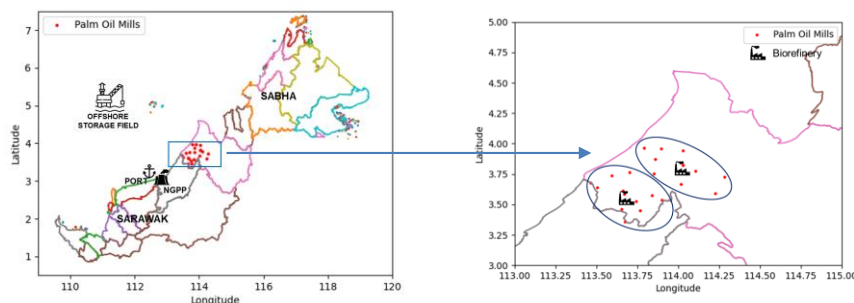 Palm Oil Mills
7
6
5
4
3
2
1
Latitude
OFFSHORE
STORAGE FIELD
SABHA
PORT
NGPP
SARAWAK
110
112
114
116
118
120
Longitude
5.00
4.75
4.50
4.25
4.00
3.75
3.50
3.25
3.00
Latitude
Palm Oil Mills
Biorefinery
113.00
113.25
113.50
113.75
114.00
114.25
114.50
114.75
115.00
Longitude